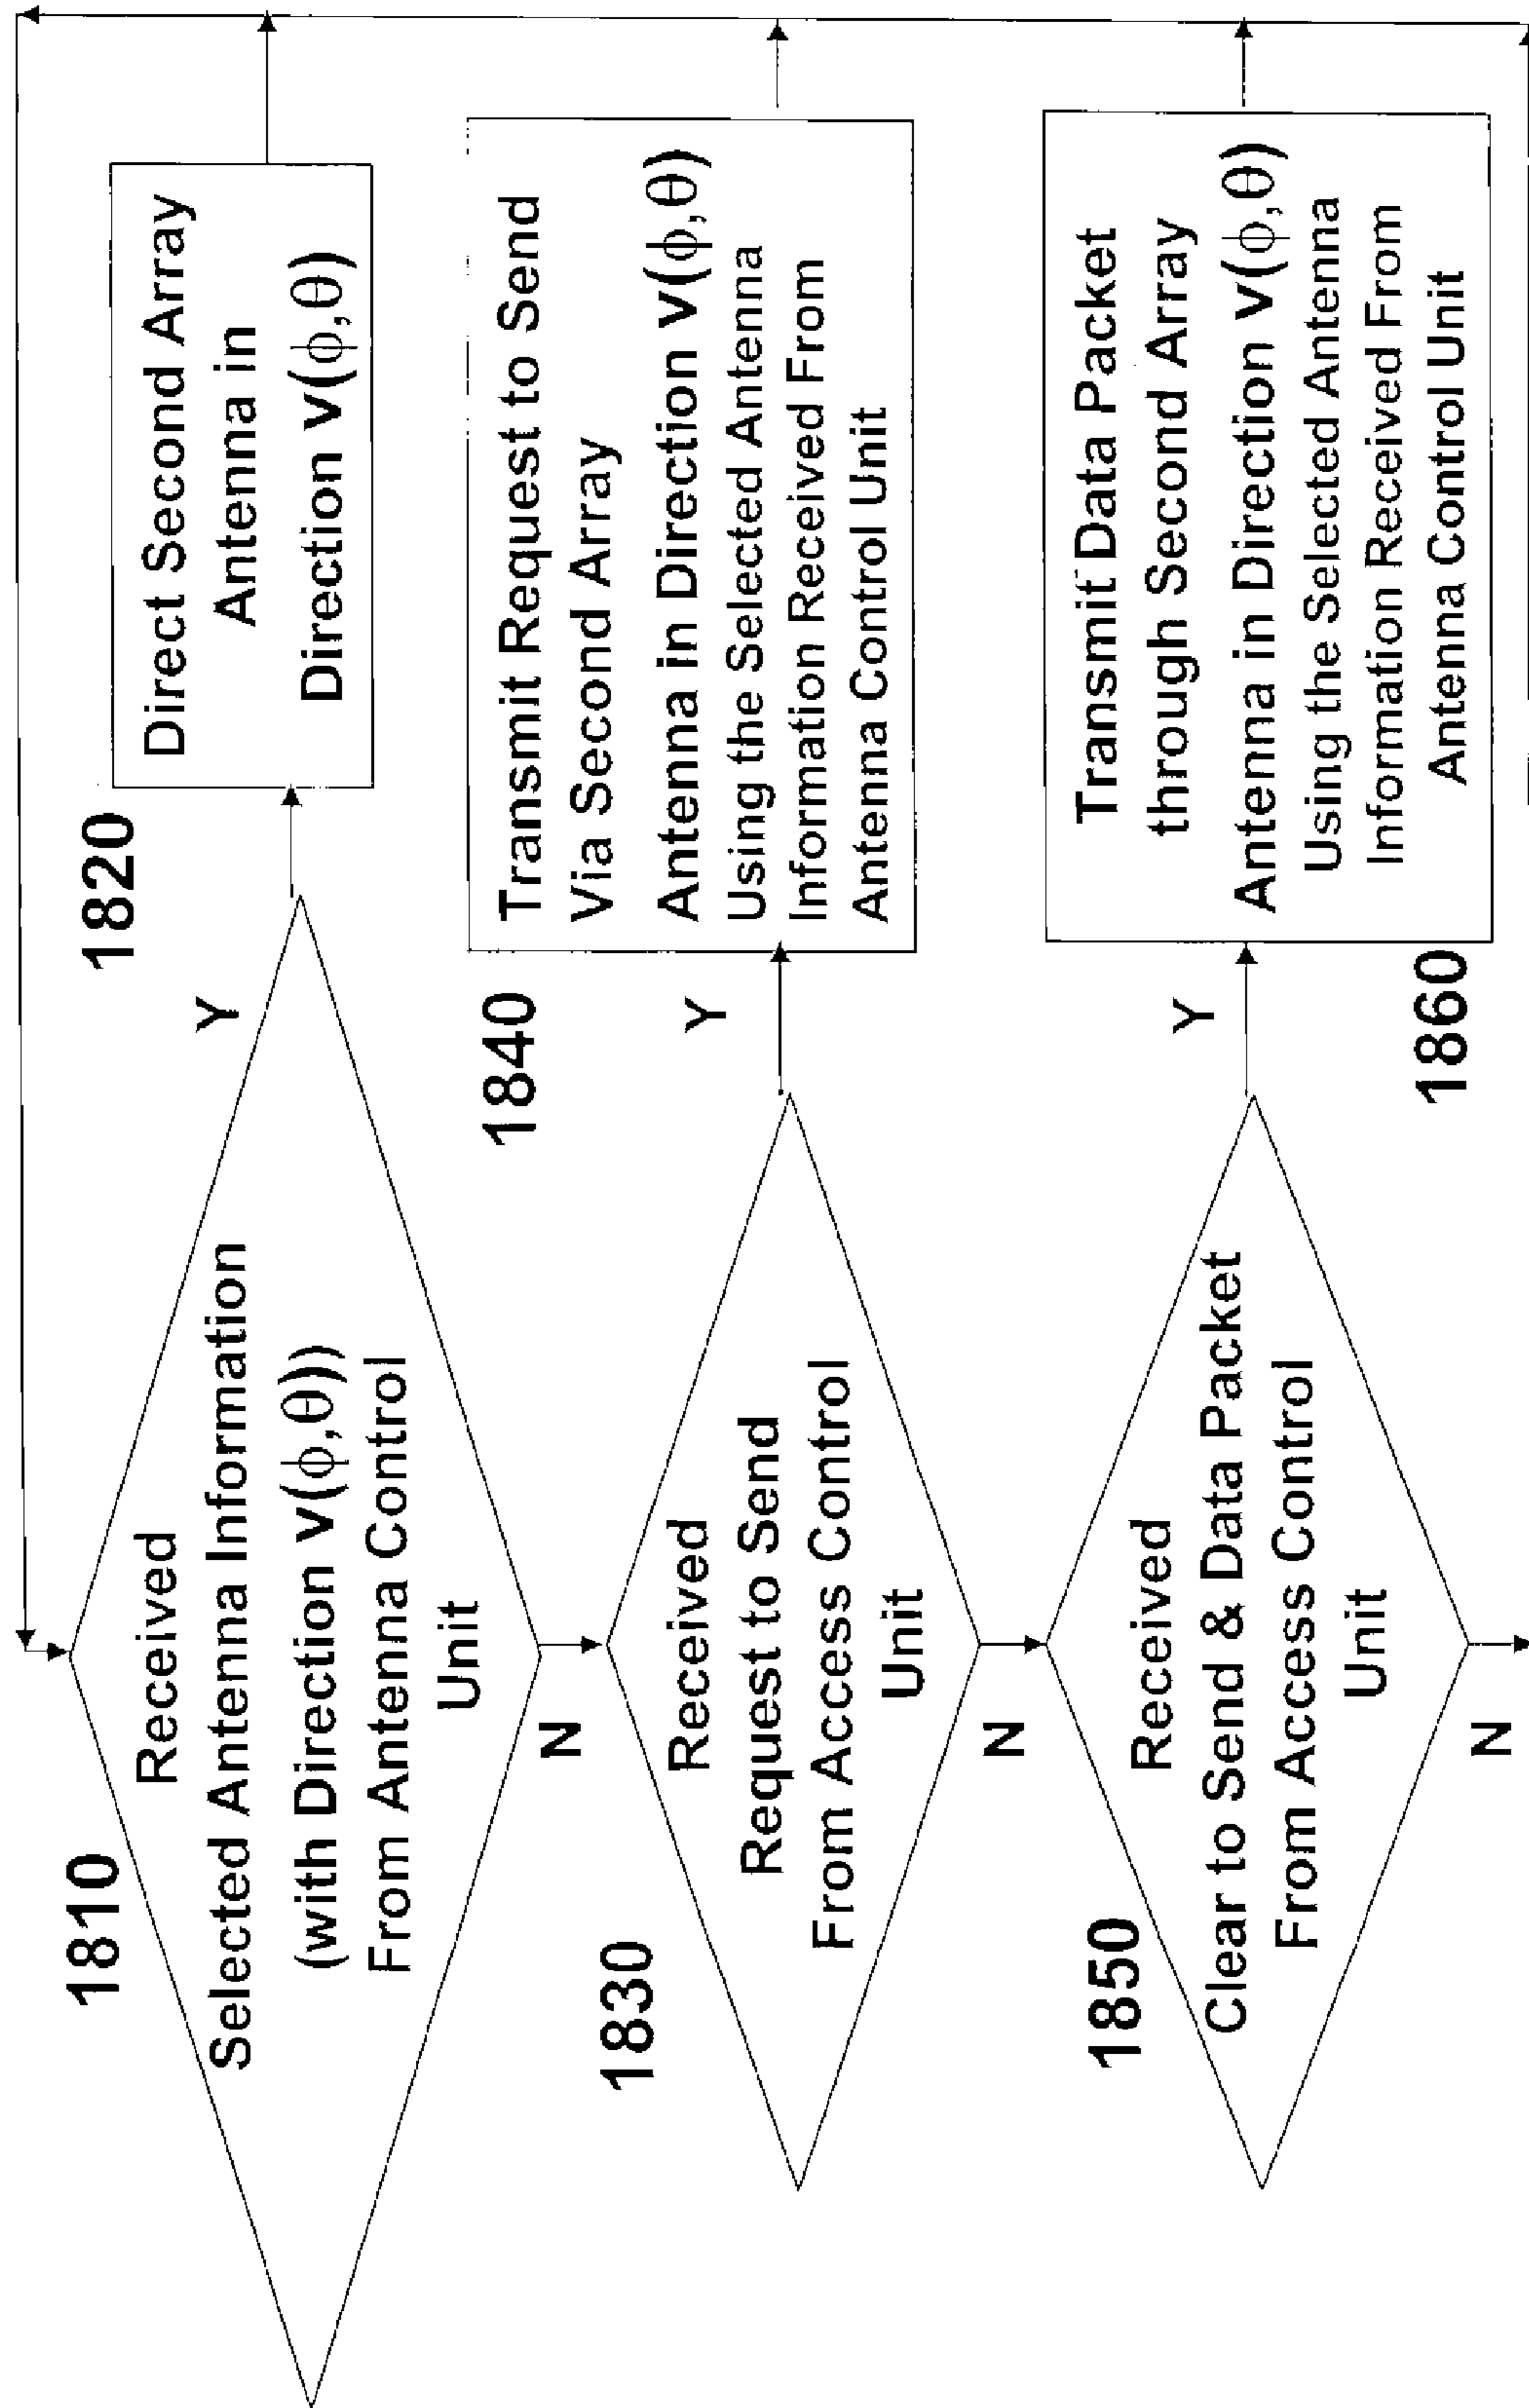 1810
Received
Selected Antenna Information
(with Direction v(ϕ,θ))
From Antenna Control
Unit
Y
N
1820
Direct Second Array
Antenna in
Direction v(ϕ,θ)
1830
Received
Request to Send
From Access Control
Unit
Y
N
1840
Transmit Request to Send
Via Second Array
Antenna in Direction v(ϕ,θ)
Using the Selected Antenna
Information Received From
Antenna Control Unit
1850
Received
Clear to Send & Data Packet
From Access Control
Unit
Y
N
1860
Transmit Data Packet
through Second Array
Antenna in Direction v(ϕ,θ)
Using the Selected Antenna
Information Received From
Antenna Control Unit